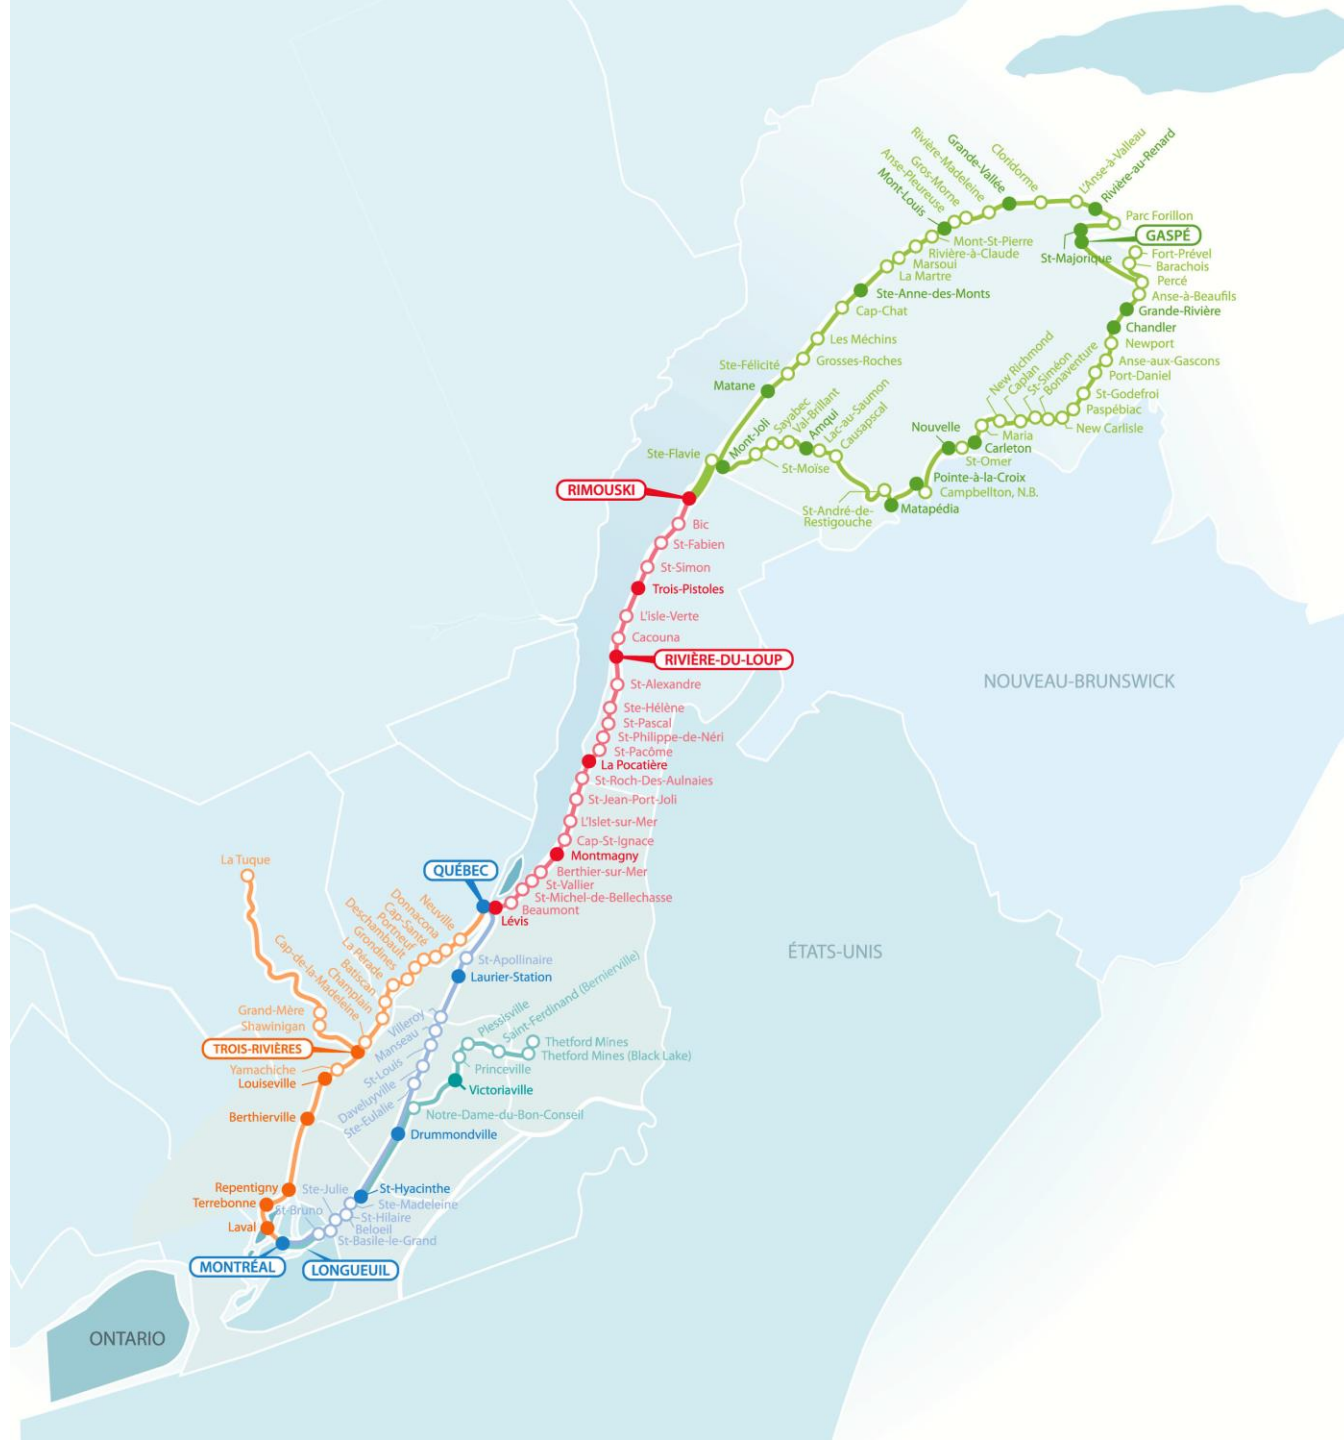 Rivière-au-Renard
L'Anse-à-Valleau
Cloridorme
Grande-Vallée
Rivière-Madeleine
Gros-Morne
Anse-Pleureuse
Mont-Louis
Parc Forillon
GASPÉ
St-Majorique
Fort-Prével
Barachois
Percé
Anse-à-Beaufils
Grande-Rivière
Chandler
Newport
Anse-aux-Gascons
Port-Daniel
St-Godefroi
Paspébiac
New Carlisle
Bonaventure
St-Siméon
Caplan
New Richmond
Maria
Carleton
St-Omer
Nouvelle
Pointe-à-la-Croix
Campbellton, N.B.
Matapédia
St-André-de-
Restigouche
Causapscal
Lac-au-Saumon
Amqui
Val-Brillant
Sayabec
St-Moïse
Mont-Joli
Mont-St-Pierre
Rivière-à-Claude
Marsoui
La Martre
Ste-Anne-des-Monts
Cap-Chat
Les Méchins
Grosses-Roches
Ste-Félicité
Matane
Ste-Flavie
RIMOUSKI
Bic
St-Fabien
St-Simon
Trois-Pistoles
L'isle-Verte
Cacouna
RIVIÈRE-DU-LOUP
St-Alexandre
Ste-Hélène
St-Pascal
St-Philippe-de-Néri
St-Pacôme
La Pocatière
St-Roch-Des-Aulnaies
St-Jean-Port-Joli
L'Islet-sur-Mer
Cap-St-Ignace
Montmagny
Berthier-sur-Mer
St-Vallier
St-Michel-de-Bellechasse
Beaumont
Lévis
QUÉBEC
NOUVEAU-BRUNSWICK
ÉTATS-UNIS
La Tuque
Neuville
Donnacona
Cap-Santé
Portneuf
Deschambault
Grondines
La Pérade
Batiscan
Champlain
Cap-de-la-Madeleine
Grand-Mère
Shawinigan
TROIS-RIVIÈRES
Yamachiche
Louiseville
Berthierville
Repentigny
Terrebonne
Laval
MONTRÉAL
LONGUEUIL
St-Apollinaire
Laurier-Station
Villeroy
Manseau
St-Louis
Daveluyville
Ste-Eulalie
Plessisville
Saint-Ferdinand (Bernierville)
Thetford Mines
Thetford Mines (Black Lake)
Princeville
Victoriaville
Notre-Dame-du-Bon-Conseil
Drummondville
St-Hyacinthe
Ste-Madeleine
St-Hilaire
Beloeil
St-Basile-le-Grand
Ste-Julie
St-Bruno
ONTARIO